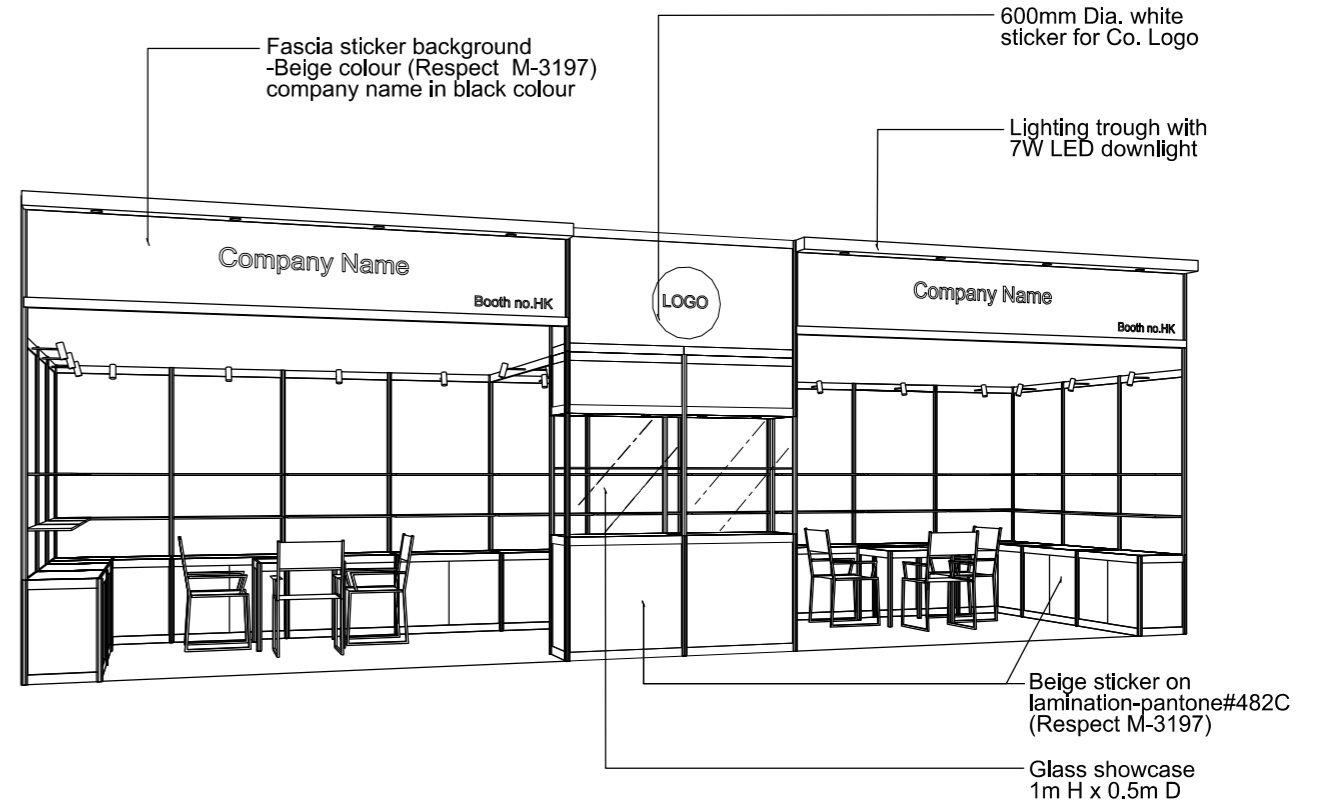 600mm Dia. white
sticker for Co. Logo
Fascia sticker background
-Beige colour (Respect M-3197)
company name in black colour
Lighting trough with
7W LED downlight
Company Name
Booth no.HK
LOGO
Company Name
Booth no.HK
Beige sticker on
lamination-pantone#482C
(Respect M-3197)
Glass showcase
1m H x 0.5m D